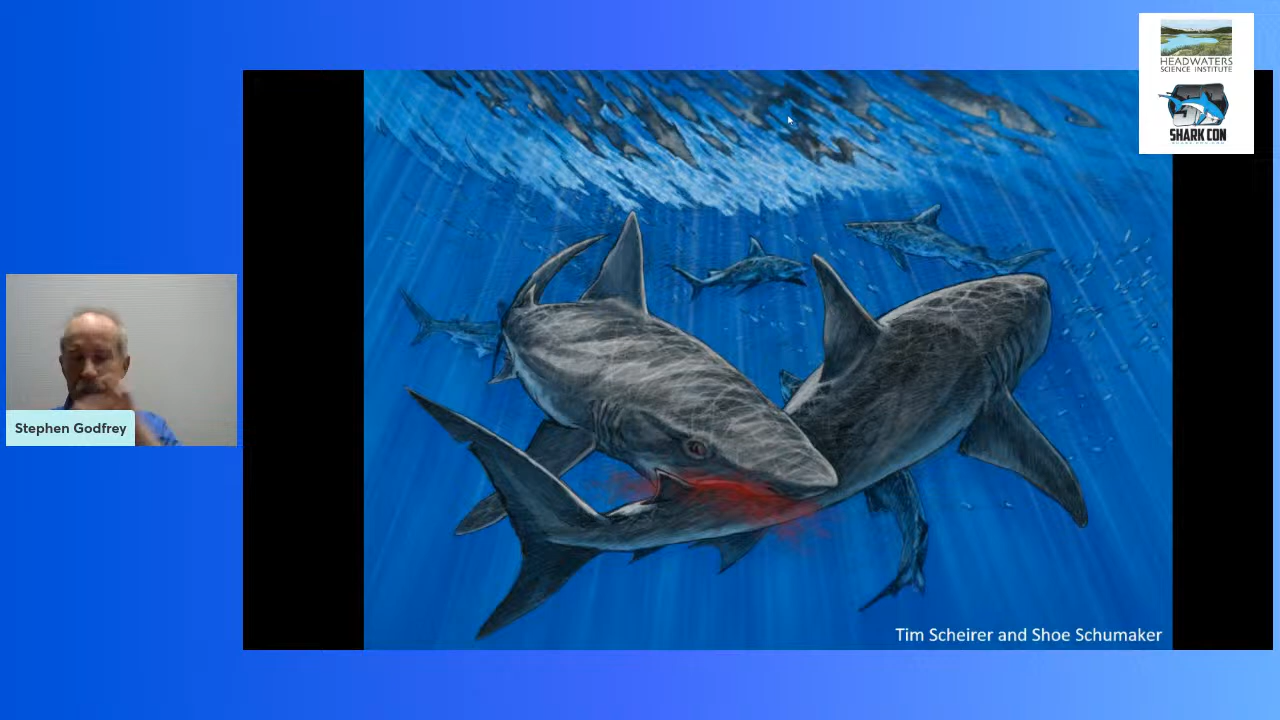 HEADWATERS
SCIENCE INSTITUTE
SHARK CON
Stephen Godfrey
Tim Scheirer and Shoe Schumaker